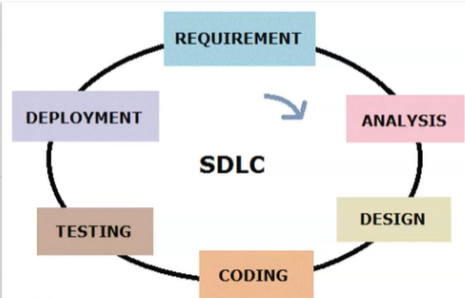 REQUIREMENT
ANALYSIS
DESIGN
CODING
TESTING
DEPLOYMENT
SDLC